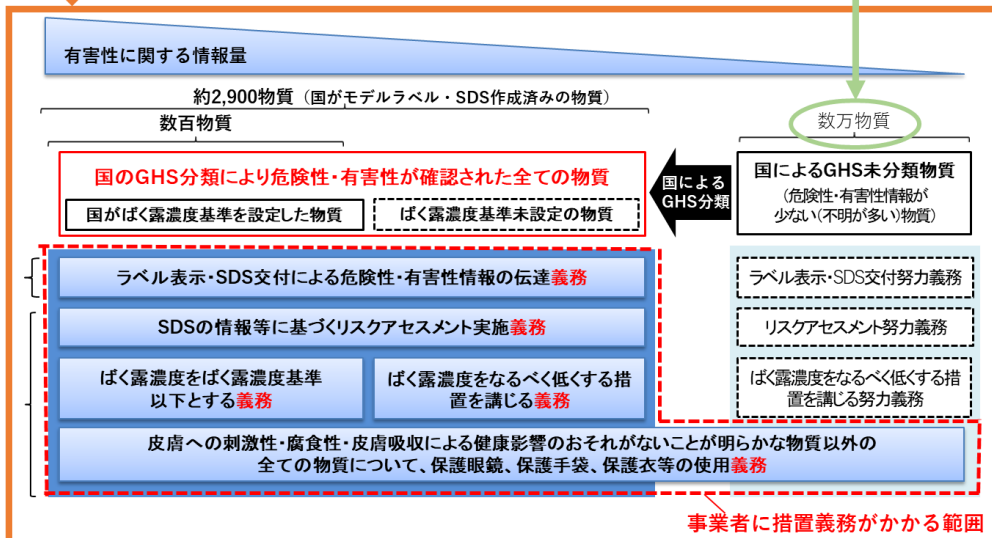 有害性に関する情報量
約2,900物質（国がモデルラベル・SDS作成済みの物質）
数百物質
数万物質
国のGHS分類により危険性・有害性が確認された全ての物質
国がばく露濃度基準を設定した物質
ばく露濃度基準未設定の物質
国による
GHS分類
国によるGHS未分類物質
(危険性・有害性情報が
少ない(不明が多い)物質)
ラベル表示・SDS交付による危険性・有害性情報の伝達義務
ラベル表示・SDS交付努力義務
SDSの情報等に基づくリスクアセスメント実施義務
リスクアセスメント努力義務
ばく露濃度をばく露濃度基準
以下とする義務
ばく露濃度をなるべく低くする措
置を講じる義務
ばく露濃度をなるべく低くする措
置を講じる努力義務
皮膚への刺激性・腐食性・皮膚吸収による健康影響のおそれがないことが明らかな物質以外の
全ての物質について、保護眼鏡、保護手袋、保護衣等の使用義務
事業者に措置義務がかかる範囲